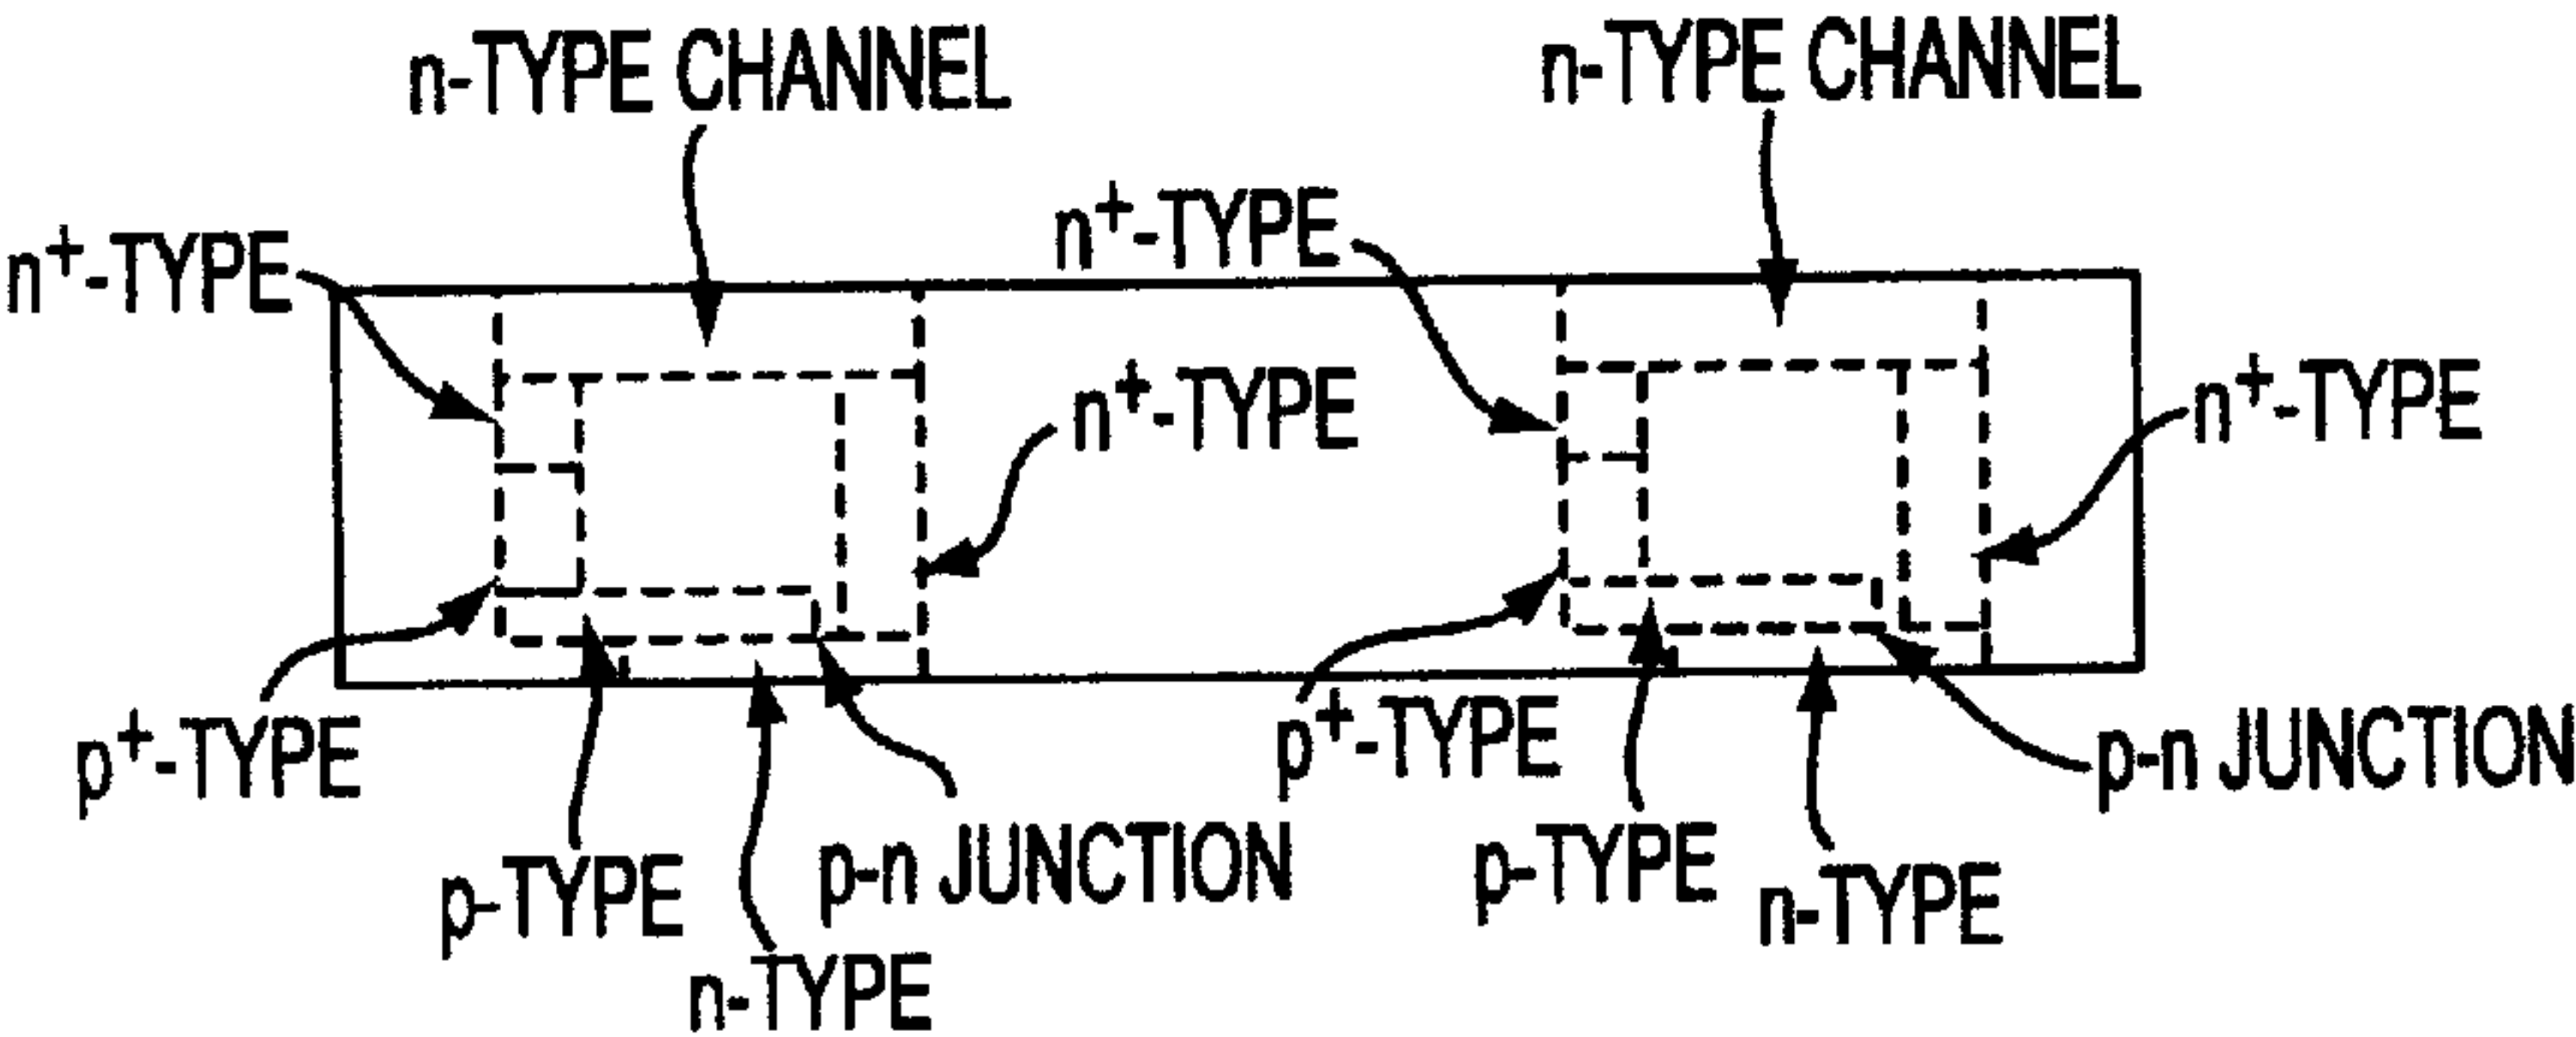 n-TYPE CHANNEL
n-TYPE CHANNEL
n+-TYPE
n+-TYPE
n+-TYPE
n+-TYPE
p+-TYPE
p+-TYPE
p-n JUNCTION
p-TYPE
p-n JUNCTION
p-TYPE
n-TYPE
n-TYPE